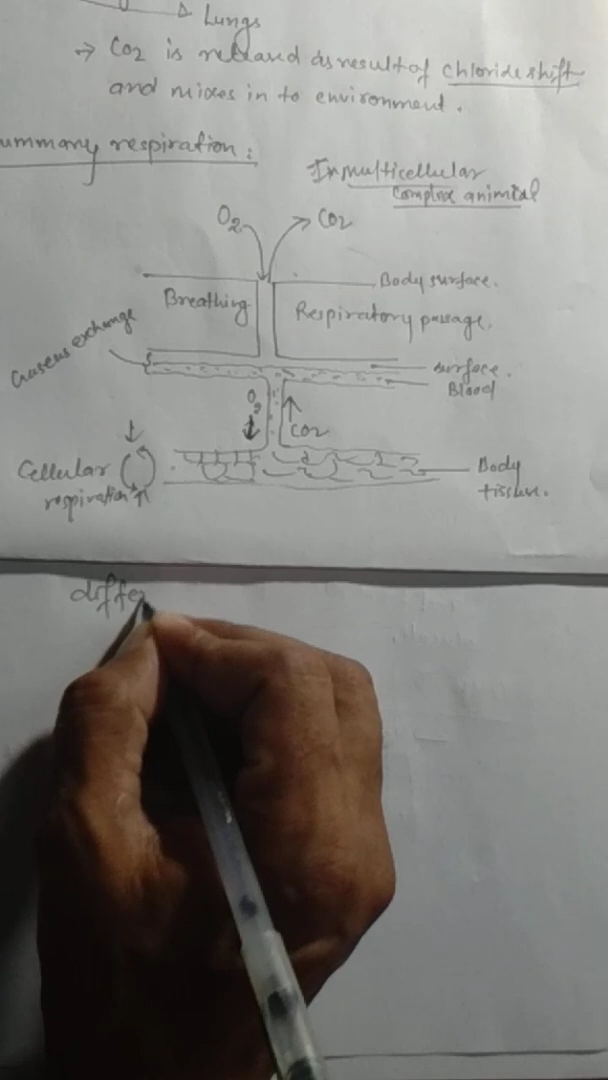 Lungs
→ CO2 is released as result of chloride shift
and mixes in to environment.
ummary respiration:
In multicellular
complex animal
O2 CO2
Body surface.
Breathing
Respiratory passage.
Gaseous exchange
surface.
Blood
O2
CO2
Cellular
respiration
Body
tissue.
diffe